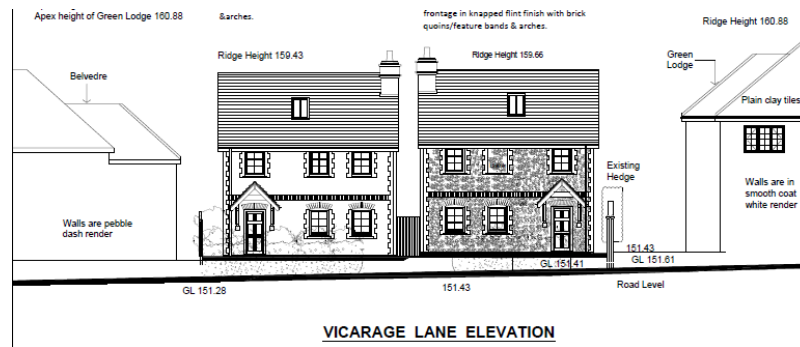 Apex height of Green Lodge 160.88
&arches.
frontage in knapped flint finish with brick
quoins/feature bands & arches.
Ridge Height 160.88
Ridge Height 159.43
Ridge Height 159.66
Green
Lodge
Belvedre
Plain clay tiles
Existing
Hedge
Walls are pebble
dash render
Walls are in
smooth coat
white render
151.43
GL 151.41
GL 151.61
GL 151.28
151.43
Road Level
VICARAGE LANE ELEVATION